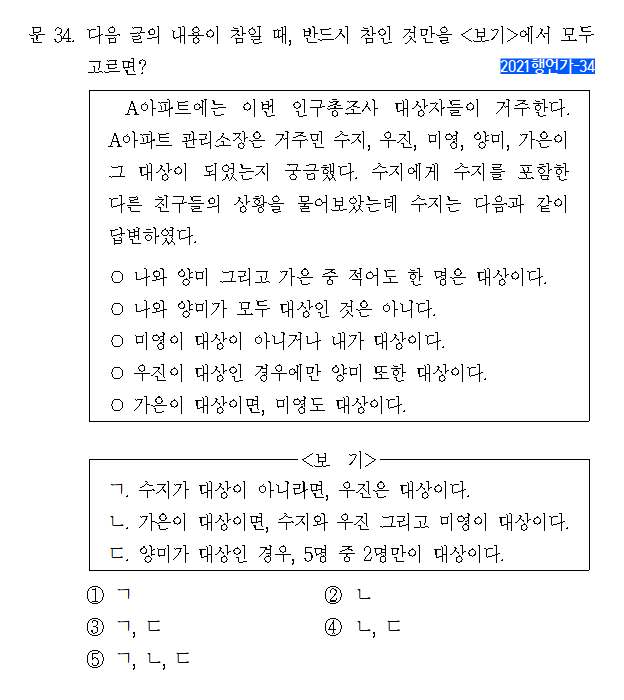 문 34. 다음 글의 내용이 참일 때, 반드시 참인 것만을 <보기>에서 모두
고르면?
2021행언가-34
A아파트에는 이번 인구총조사 대상자들이 거주한다.
A아파트 관리소장은 거주민 수지, 우진, 미영, 양미, 가은이
그 대상이 되었는지 궁금했다. 수지에게 수지를 포함한
다른 친구들의 상황을 물어보았는데 수지는 다음과 같이
답변하였다.
○ 나와 양미 그리고 가은 중 적어도 한 명은 대상이다.
○ 나와 양미가 모두 대상인 것은 아니다.
○ 미영이 대상이 아니거나 내가 대상이다.
○ 우진이 대상인 경우에만 양미 또한 대상이다.
○ 가은이 대상이면, 미영도 대상이다.
<보 기>
ㄱ. 수지가 대상이 아니라면, 우진은 대상이다.
ㄴ. 가은이 대상이면, 수지와 우진 그리고 미영이 대상이다.
ㄷ. 양미가 대상인 경우, 5명 중 2명만이 대상이다.
① ㄱ ② ㄴ
③ ㄱ, ㄷ ④ ㄴ, ㄷ
⑤ ㄱ, ㄴ, ㄷ